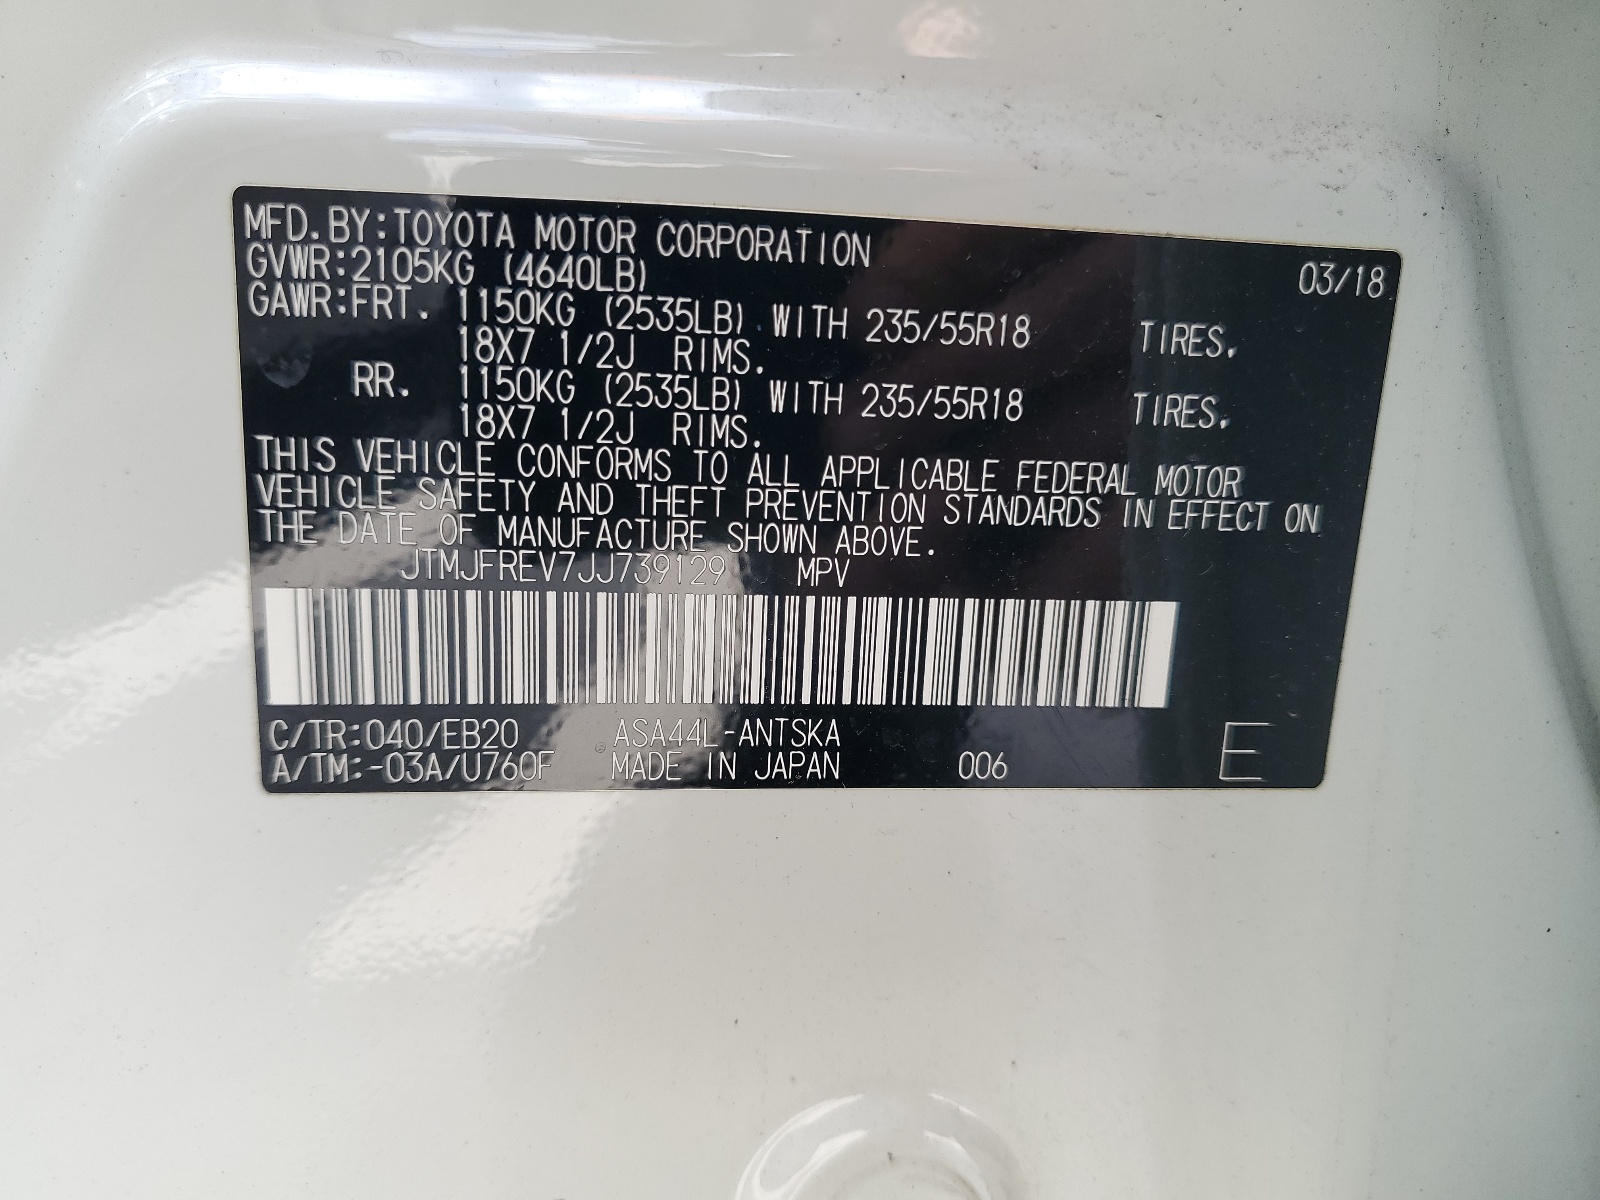 MFD. BY:TOYOTA MOTOR CORPORATION 03/18
GVWR:2105KG (4640LB)
GAWR:FRT. 1150KG (2535LB) WITH 235/55R18 TIRES.
18X7 1/2J RIMS.
RR. 1150KG (2535LB) WITH 235/55R18 TIRES.
18X7 1/2J RIMS.
THIS VEHICLE CONFORMS TO ALL APPLICABLE FEDERAL MOTOR
VEHICLE SAFETY AND THEFT PREVENTION STANDARDS IN EFFECT ON
THE DATE OF MANUFACTURE SHOWN ABOVE.
JTMJFREV7JJ739129 MPV
C/TR:040/EB20 ASA44L-ANTSKA
A/TM:-03A/U760F MADE IN JAPAN 006 E